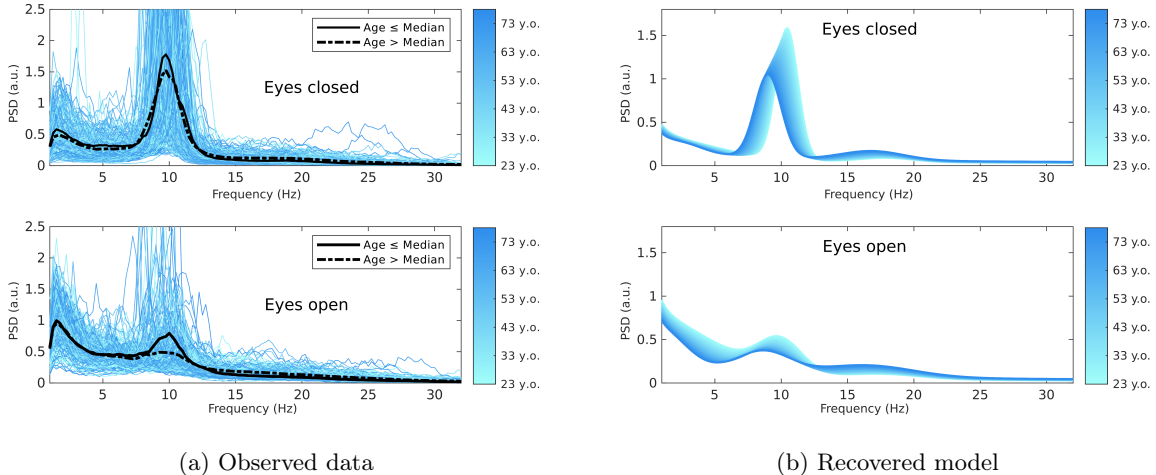 2.5
2
1.5
1
0.5
0
PSD (a.u.)
Age ≤ Median
Age > Median
Eyes closed
5 10 15 20 25 30
Frequency (Hz)
73 y.o.
63 y.o.
53 y.o.
43 y.o.
33 y.o.
23 y.o.
2.5
2
1.5
1
0.5
0
PSD (a.u.)
Age ≤ Median
Age > Median
Eyes open
5 10 15 20 25 30
Frequency (Hz)
73 y.o.
63 y.o.
53 y.o.
43 y.o.
33 y.o.
23 y.o.
(a) Observed data
1.5
1
0.5
0
PSD (a.u.)
Eyes closed
5 10 15 20 25 30
Frequency (Hz)
73 y.o.
63 y.o.
53 y.o.
43 y.o.
33 y.o.
23 y.o.
1.5
1
0.5
0
PSD (a.u.)
Eyes open
5 10 15 20 25 30
Frequency (Hz)
73 y.o.
63 y.o.
53 y.o.
43 y.o.
33 y.o.
23 y.o.
(b) Recovered model